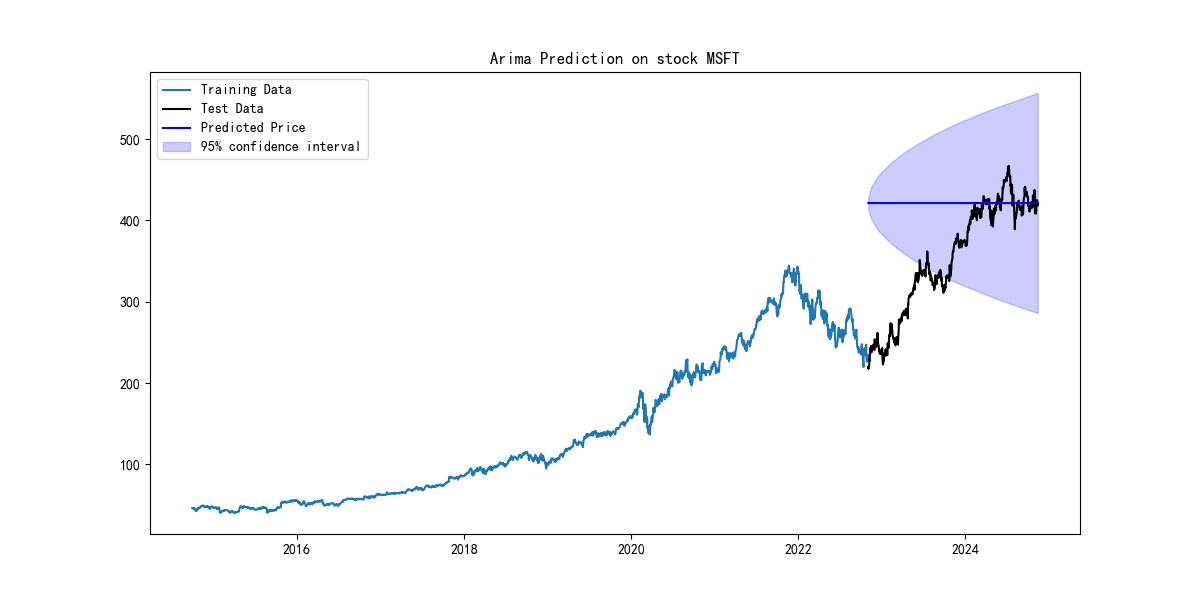 Arima Prediction on stock MSFT
Training Data
Test Data
Predicted Price
95% confidence interval
500
400
300
200
100
2016 2018 2020 2022 2024